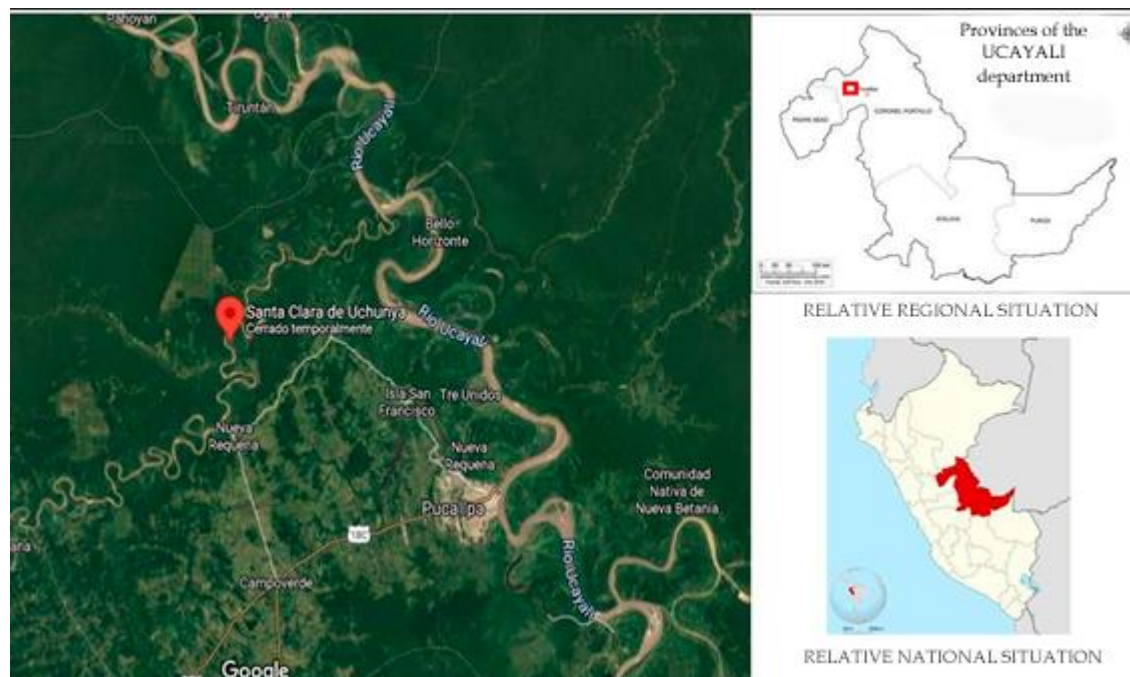 Pahoyan
Tiruntán
Rio Ucayali
Bello
Horizonte
Santa Clara de Uchunya
Cerrado temporalmente
Rio Ucayali
Isla San
Francisco
Tre Unidos
Nueva
Requena
Nueva
Requena
Comunidad
Nativa de
Nueva Betania
Pucallpa
18C
Rio Ucayali
Campoverde
Google
Provinces of the
UCAYALI
department
PADRE ABAD
CORONEL PORTILLO
ATALAYA
PURUS
RELATIVE REGIONAL SITUATION
RELATIVE NATIONAL SITUATION